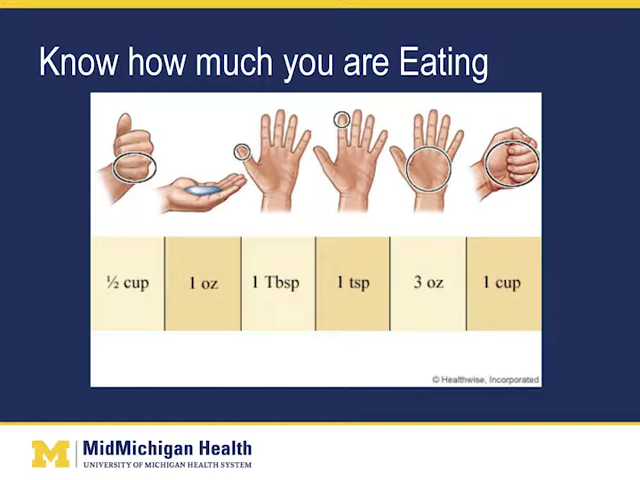 Know how much you are Eating
½ cup
1 oz
1 Tbsp
1 tsp
3 oz
1 cup
© Healthwise, Incorporated
M
MidMichigan Health
UNIVERSITY OF MICHIGAN HEALTH SYSTEM